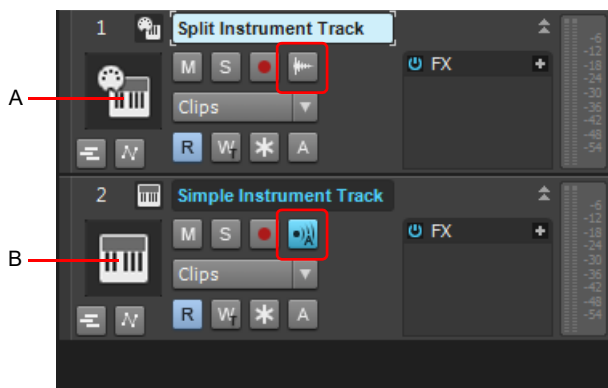 1 Split Instrument Track
M S
FX +
-6
-12
-18
-24
-30
-36
-42
-48
-54
A
Clips
R W A
2 Simple Instrument Track
M S A
FX +
-6
-12
-18
-24
-30
-36
-42
-48
-54
B
Clips
R W A